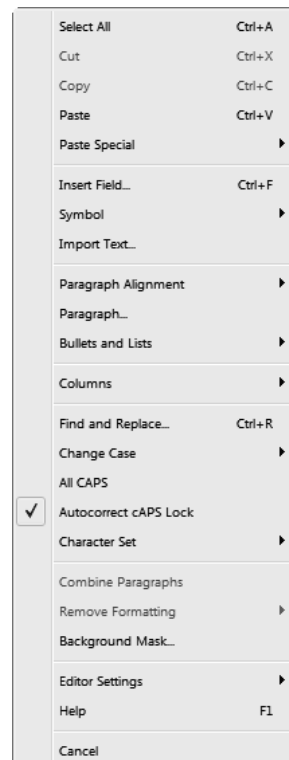 Select All Ctrl+A
Cut Ctrl+X
Copy Ctrl+C
Paste Ctrl+V
Paste Special
Insert Field... Ctrl+F
Symbol
Import Text...
Paragraph Alignment
Paragraph...
Bullets and Lists
Columns
Find and Replace... Ctrl+R
Change Case
All CAPS
Autocorrect cAPS Lock
Character Set
Combine Paragraphs
Remove Formatting
Background Mask...
Editor Settings
Help F1
Cancel